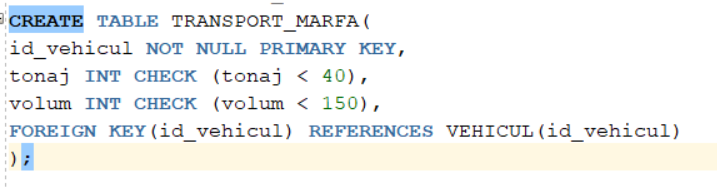 CREATE TABLE TRANSPORT_MARFA(
id_vehicul NOT NULL PRIMARY KEY,
tonaj INT CHECK (tonaj < 40),
volum INT CHECK (volum < 150),
FOREIGN KEY(id_vehicul) REFERENCES VEHICUL(id_vehicul)
);